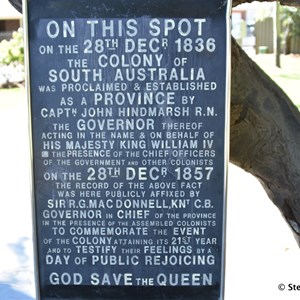 ON THIS SPOT
ON THE 28TH DECR 1836
THE COLONY OF
SOUTH AUSTRALIA
WAS PROCLAIMED & ESTABLISHED
AS A PROVINCE BY
CAPTN JOHN HINDMARSH R.N.
THE GOVERNOR THEREOF
ACTING IN THE NAME & ON BEHALF OF
HIS MAJESTY KING WILLIAM IV
IN THE PRESENCE OF THE CHIEF OFFICERS
OF THE GOVERNMENT AND OTHER COLONISTS
ON THE 28TH DECR 1857
THE RECORD OF THE ABOVE FACT
WAS HERE PUBLICLY AFFIXED BY
SIR R.G. MACDONNELL, KNT C.B.
GOVERNOR IN CHIEF OF THE PROVINCE
IN THE PRESENCE OF THE ASSEMBLED COLONISTS
TO COMMEMORATE THE EVENT
OF THE COLONY ATTAINING ITS 21ST YEAR
AND TO TESTIFY THEIR FEELINGS BY A
DAY OF PUBLIC REJOICING
GOD SAVE THE QUEEN
© Ste